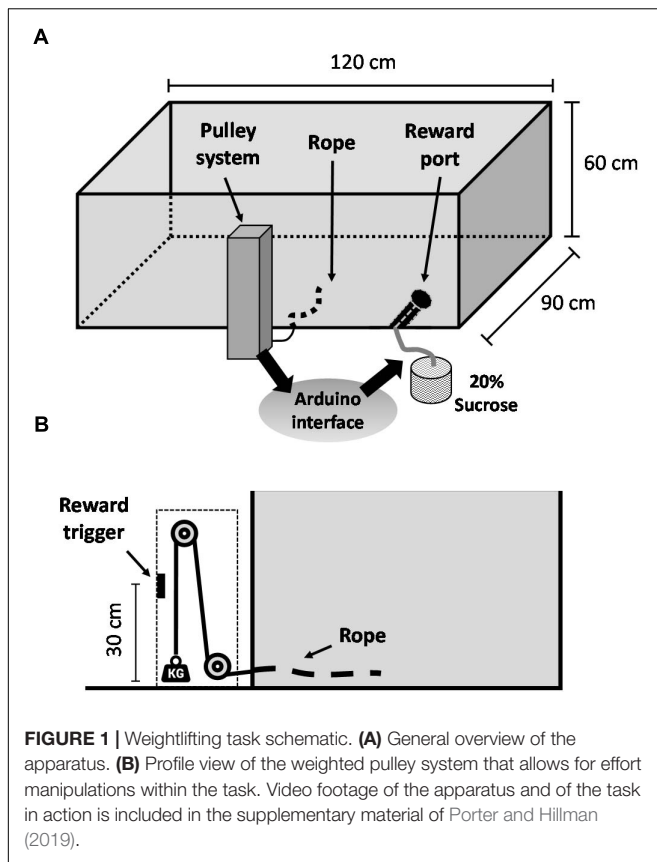 A
120 cm
Pulley
system
Rope
Reward
port
60 cm
90 cm
20%
Sucrose
Arduino
interface
B
Reward
trigger
30 cm
KG
Rope
FIGURE 1 | Weightlifting task schematic. (A) General overview of the
apparatus. (B) Profile view of the weighted pulley system that allows for effort
manipulations within the task. Video footage of the apparatus and of the task
in action is included in the supplementary material of Porter and Hillman
(2019).